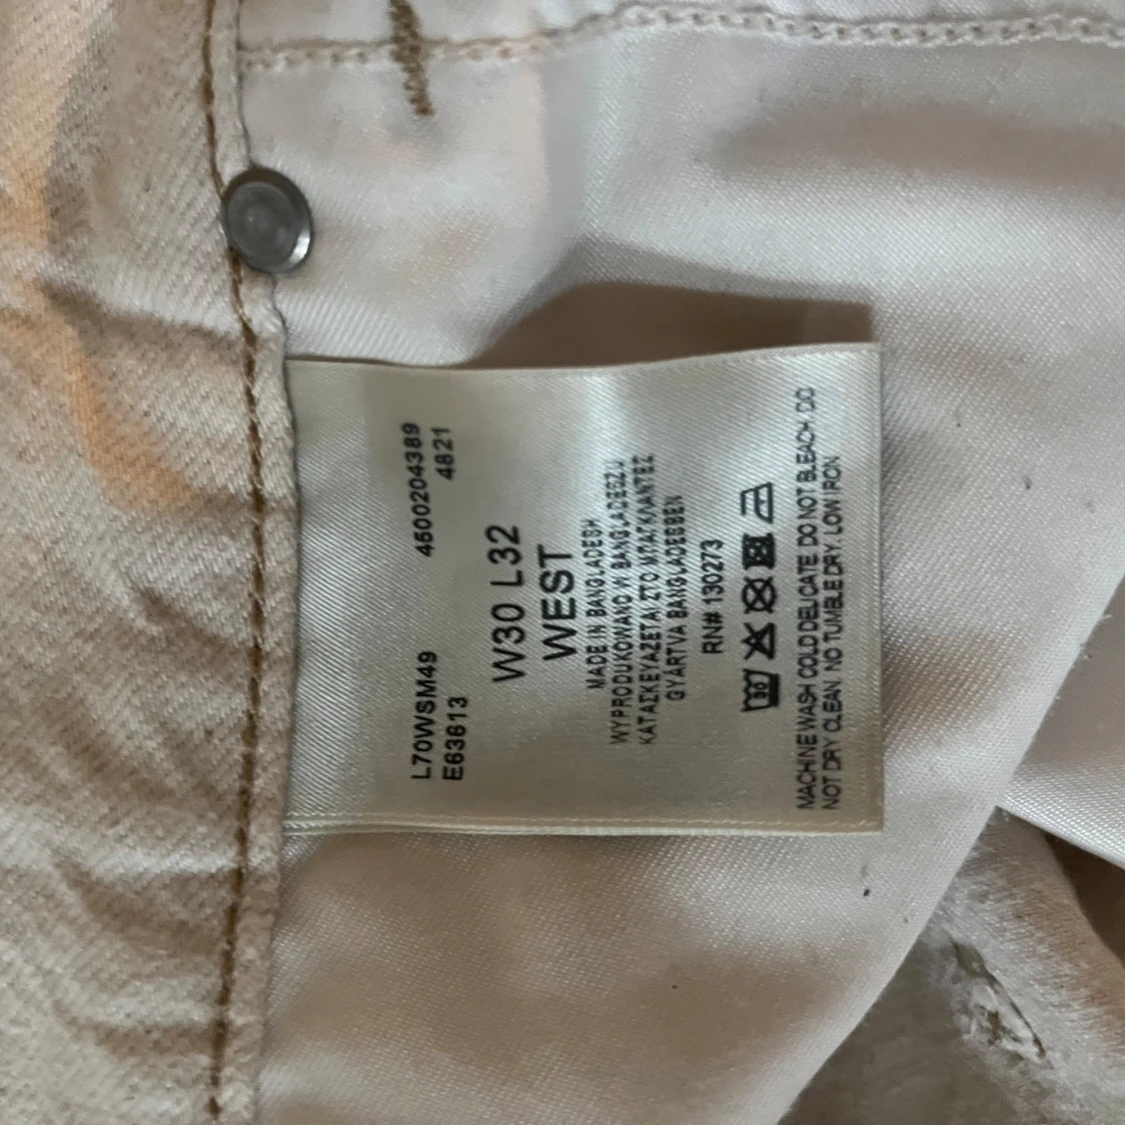 L70WSM49 4500204389
E63613 4821
W30 L32
WEST
MADE IN BANGLADESH
WYPRODUKOWANO W BANGLADESZU
ΚΑΤΑΣΚΕΥΑΖΕΤΑΙ ΣΤΟ ΜΠΑΓΚΛΑΝΤΕΣ
GYÁRTVA BANGLADESBEN
RN# 130273
30
MACHINE WASH COLD DELICATE. DO NOT BLEACH. DO
NOT DRY CLEAN. NO TUMBLE DRY. LOW IRON